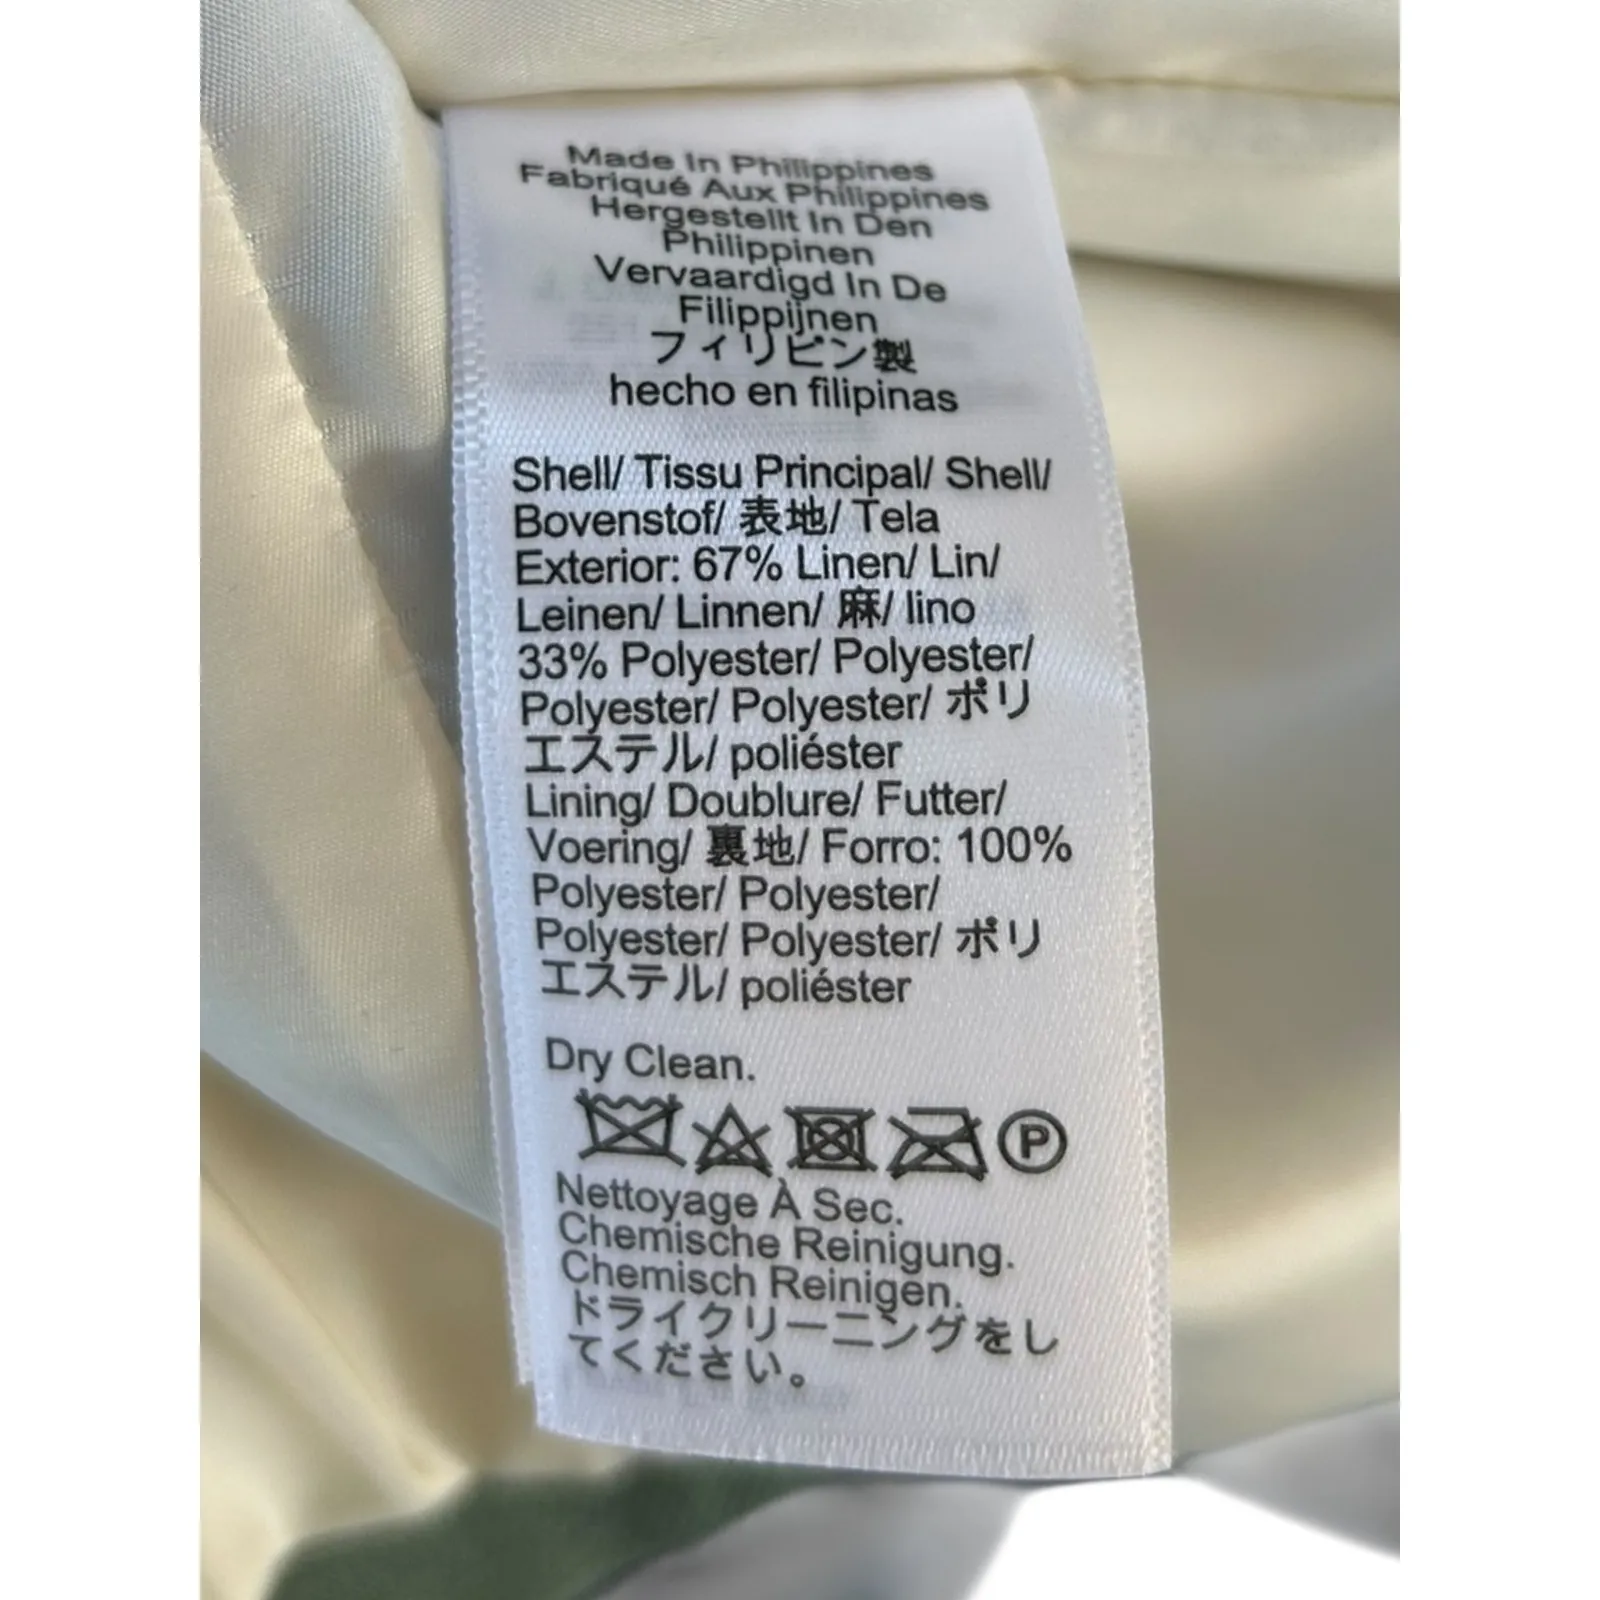 Made In Philippines
Fabriqué Aux Philippines
Hergestellt In Den
Philippinen
Vervaardigd In De
Filippijnen
フィリピン製
hecho en filipinas
Shell/ Tissu Principal/ Shell/
Bovenstof/ 表地/ Tela
Exterior: 67% Linen/ Lin/
Leinen/ Linnen/ 麻/ lino
33% Polyester/ Polyester/
Polyester/ Polyester/ ポリ
エステル/ poliéster
Lining/ Doublure/ Futter/
Voering/ 裏地/ Forro: 100%
Polyester/ Polyester/
Polyester/ Polyester/ ポリ
エステル/ poliéster
Dry Clean.
P
Nettoyage À Sec.
Chemische Reinigung.
Chemisch Reinigen.
ドライクリーニングをし
てください。